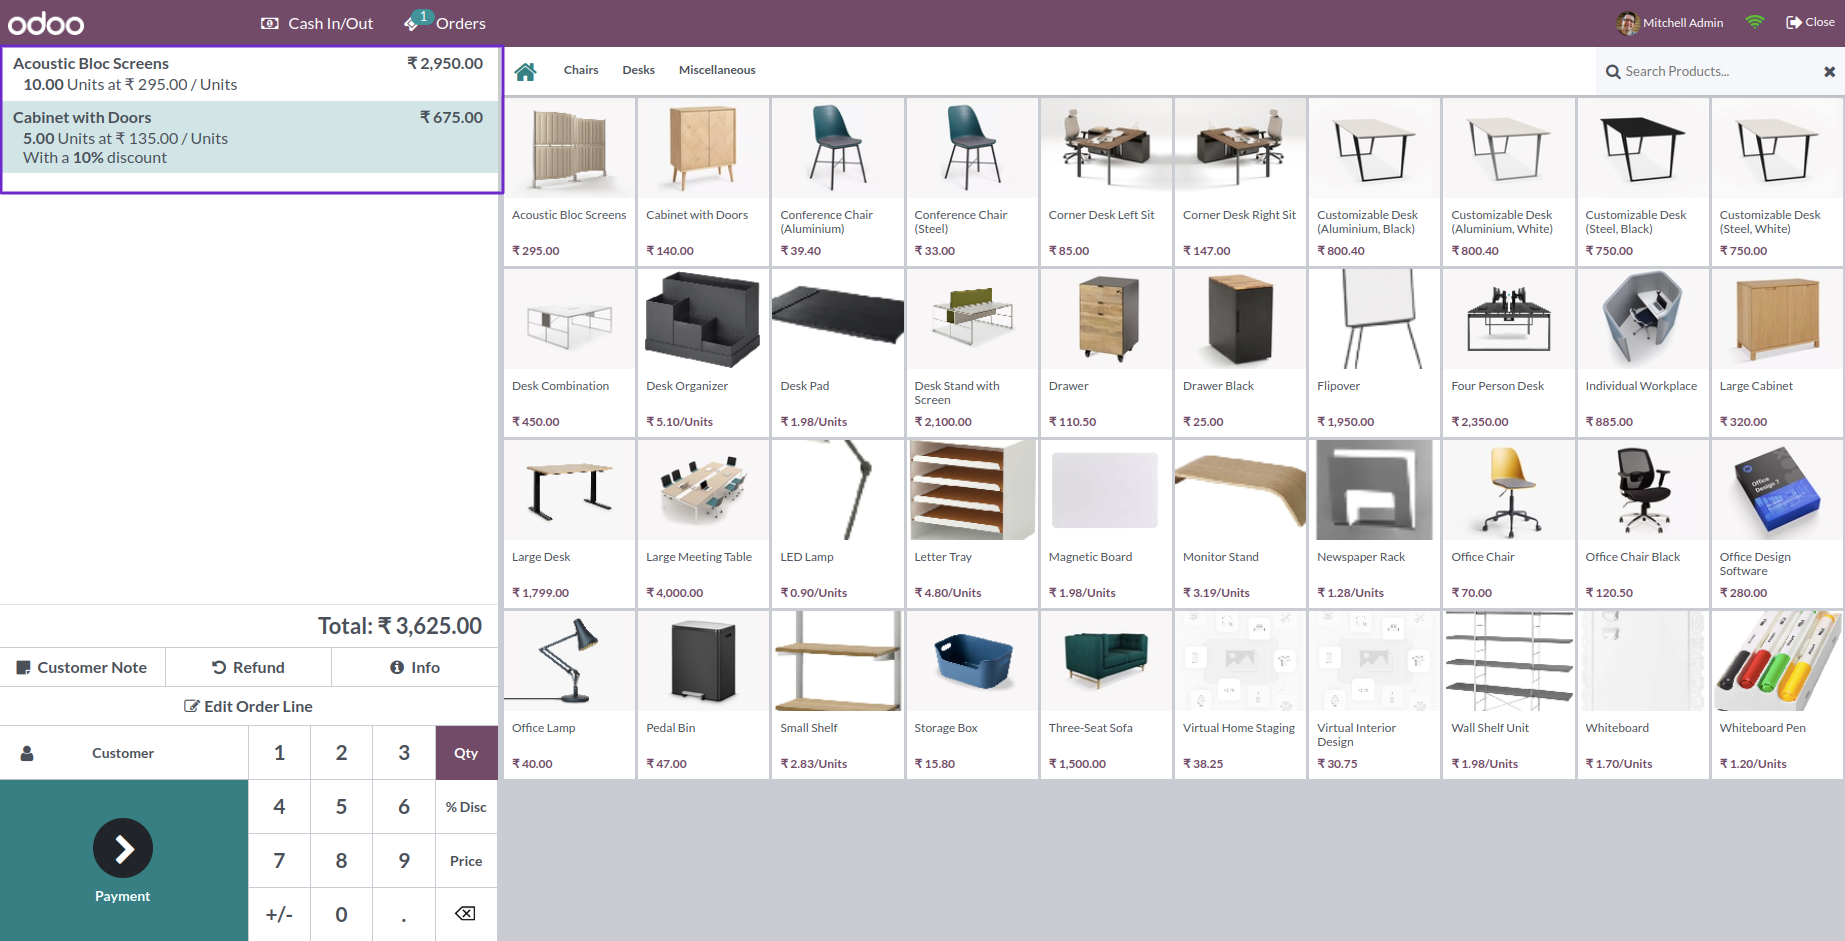 odoo
Cash In/Out
1
Orders
Mitchell Admin
Close
Acoustic Bloc Screens ₹ 2,950.00
10.00 Units at ₹ 295.00 / Units
Cabinet with Doors ₹ 675.00
5.00 Units at ₹ 135.00 / Units
With a 10% discount
Total: ₹ 3,625.00
Customer Note
Refund
Info
Edit Order Line
Customer
1 2 3 Qty
4 5 6 % Disc
7 8 9 Price
+/- 0 .
Payment
Chairs
Desks
Miscellaneous
Search Products...
Acoustic Bloc Screens
₹ 295.00
Cabinet with Doors
₹ 140.00
Conference Chair
(Aluminium)
₹ 39.40
Conference Chair
(Steel)
₹ 33.00
Corner Desk Left Sit
₹ 85.00
Corner Desk Right Sit
₹ 147.00
Customizable Desk
(Aluminium, Black)
₹ 800.40
Customizable Desk
(Aluminium, White)
₹ 800.40
Customizable Desk
(Steel, Black)
₹ 750.00
Customizable Desk
(Steel, White)
₹ 750.00
Desk Combination
₹ 450.00
Desk Organizer
₹ 5.10/Units
Desk Pad
₹ 1.98/Units
Desk Stand with
Screen
₹ 2,100.00
Drawer
₹ 110.50
Drawer Black
₹ 25.00
Flipover
₹ 1,950.00
Four Person Desk
₹ 2,350.00
Individual Workplace
₹ 885.00
Large Cabinet
₹ 320.00
Large Desk
₹ 1,799.00
Large Meeting Table
₹ 4,000.00
LED Lamp
₹ 0.90/Units
Letter Tray
₹ 4.80/Units
Magnetic Board
₹ 1.98/Units
Monitor Stand
₹ 3.19/Units
Newspaper Rack
₹ 1.28/Units
Office Chair
₹ 70.00
Office Chair Black
₹ 120.50
Office
Design 7
Office Design
Software
₹ 280.00
Office Lamp
₹ 40.00
Pedal Bin
₹ 47.00
Small Shelf
₹ 2.83/Units
Storage Box
₹ 15.80
Three-Seat Sofa
₹ 1,500.00
Virtual Home Staging
₹ 38.25
Virtual Interior
Design
₹ 30.75
Wall Shelf Unit
₹ 1.98/Units
Whiteboard
₹ 1.70/Units
Whiteboard Pen
₹ 1.20/Units